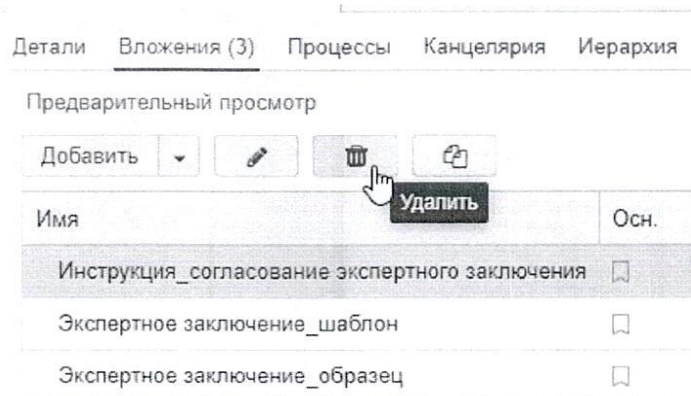 Детали Вложения (3) Процессы Канцелярия Иерархия
Предварительный просмотр
Добавить
Удалить
Имя Осн.
Инструкция_согласование экспертного заключения
Экспертное заключение_шаблон
Экспертное заключение_образец